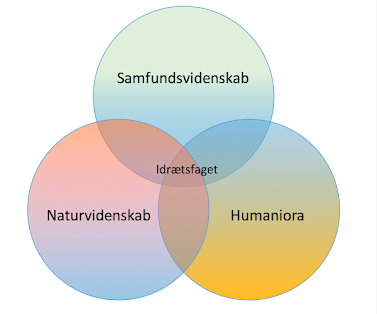 Samfundsvidenskab
Idrætsfaget
Naturvidenskab
Humaniora